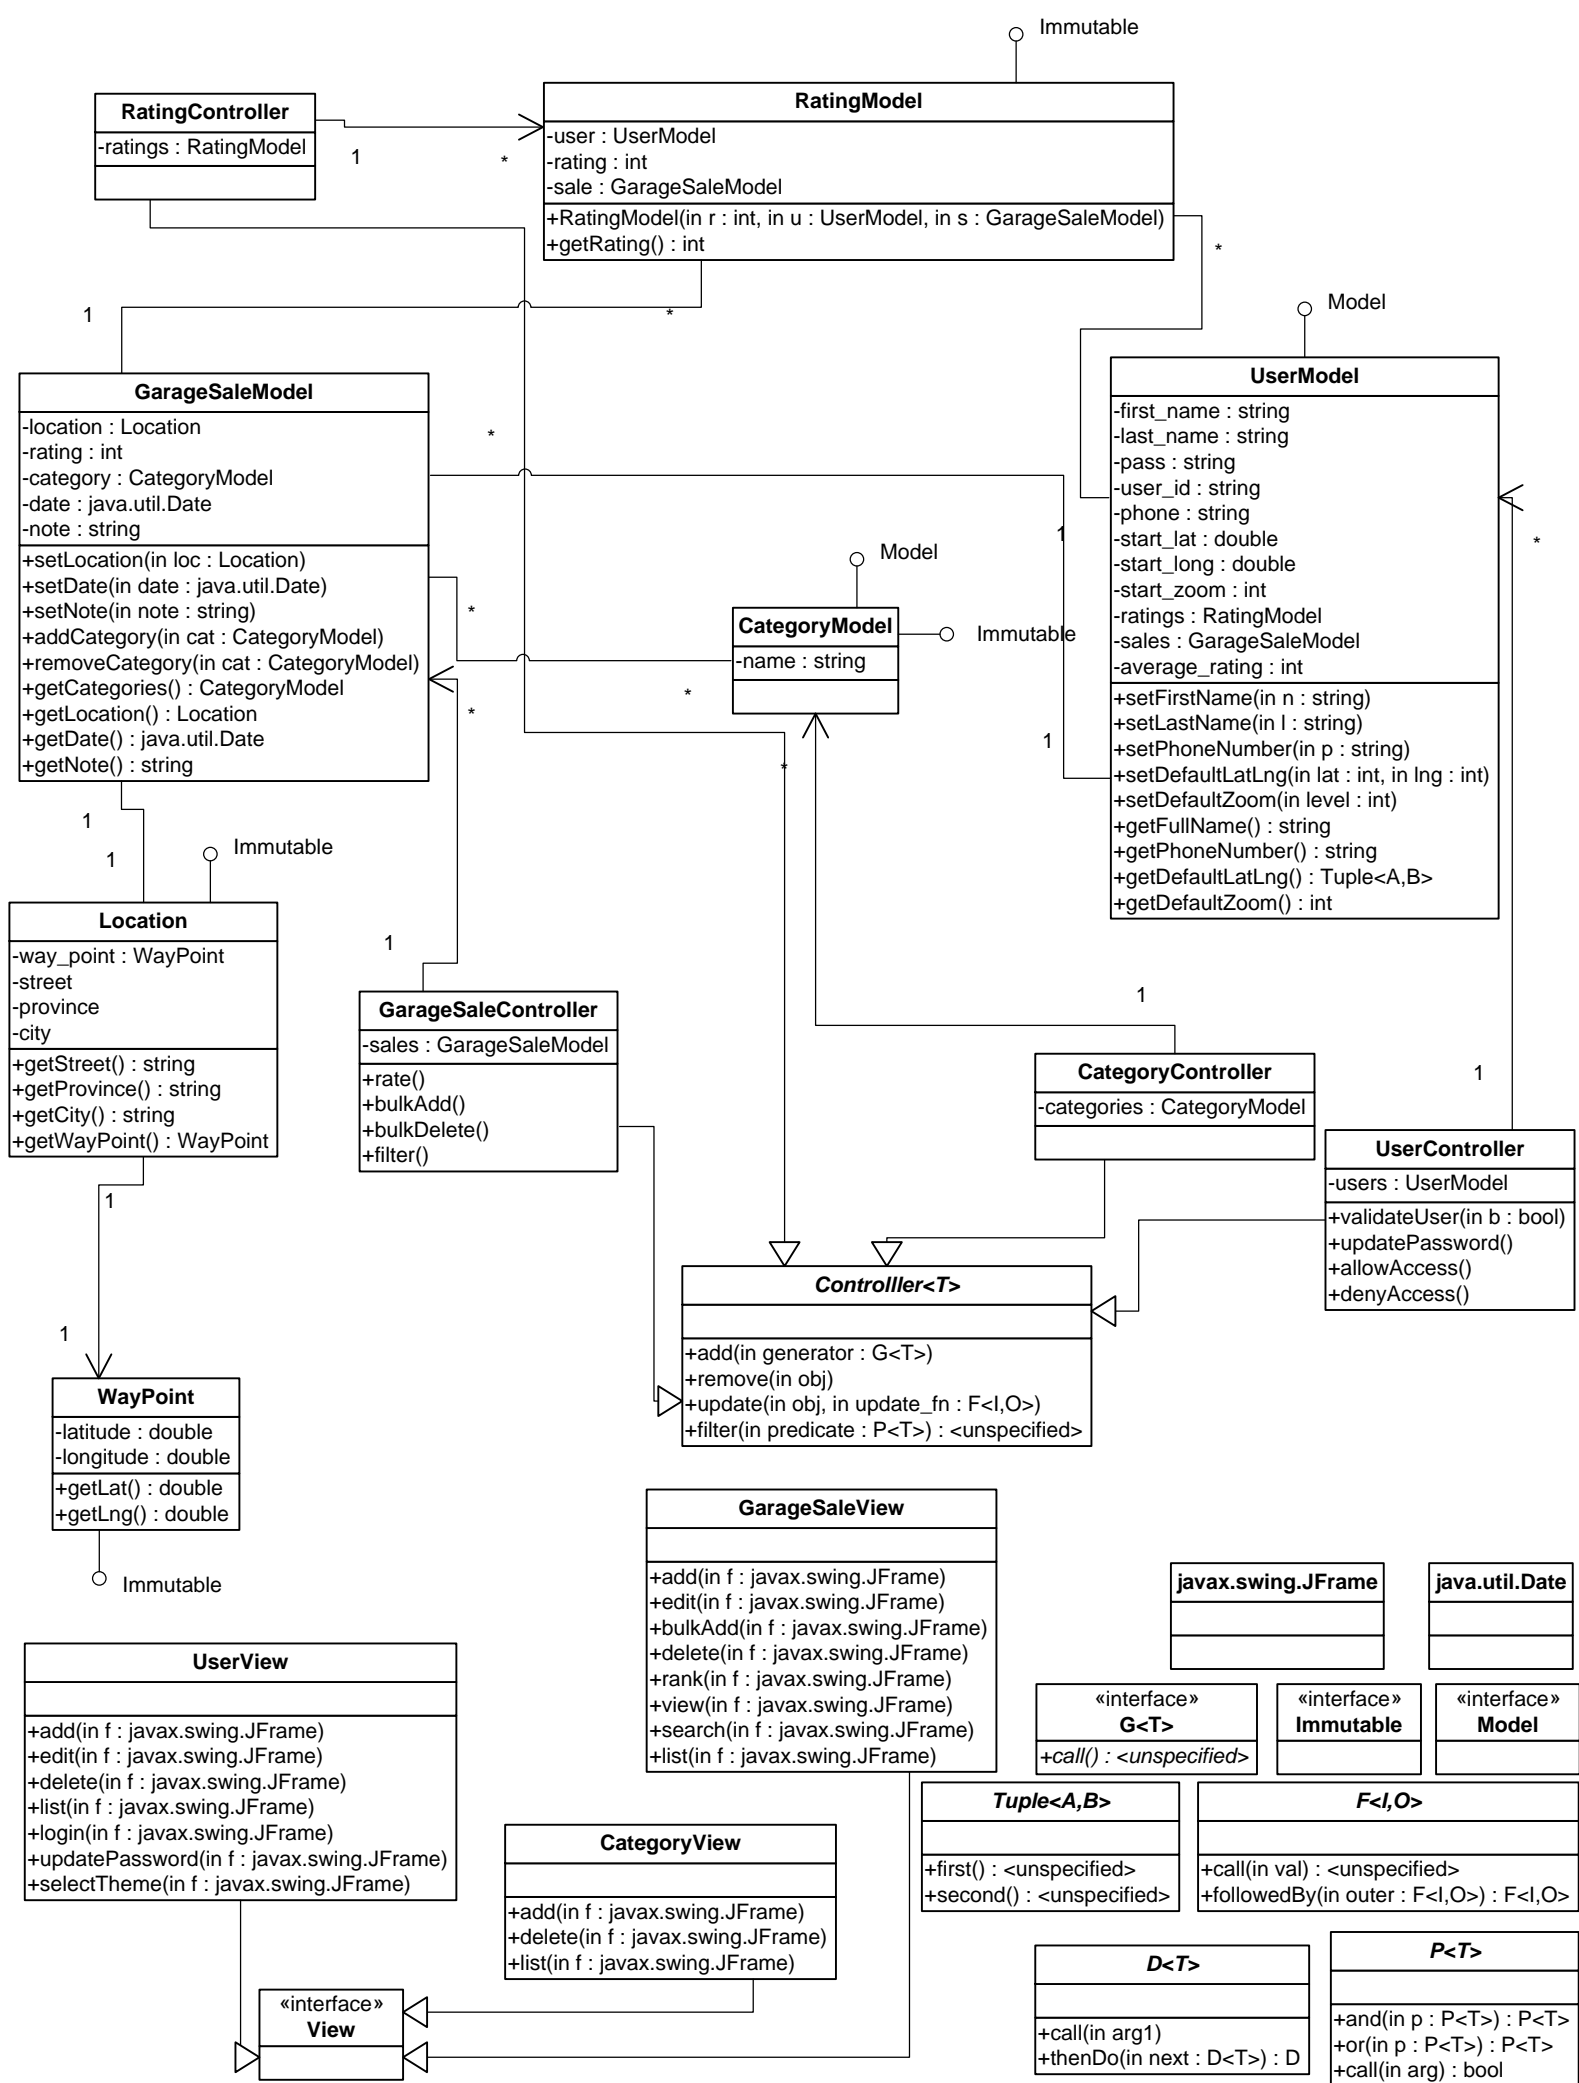 Immutable
RatingController
-ratings : RatingModel
1
*
RatingModel
-user : UserModel
-rating : int
-sale : GarageSaleModel
+RatingModel(in r : int, in u : UserModel, in s : GarageSaleModel)
+getRating() : int
*
1
*
Model
GarageSaleModel
-location : Location
-rating : int
-category : CategoryModel
-date : java.util.Date
-note : string
+setLocation(in loc : Location)
+setDate(in date : java.util.Date)
+setNote(in note : string)
+addCategory(in cat : CategoryModel)
+removeCategory(in cat : CategoryModel)
+getCategories() : CategoryModel
+getLocation() : Location
+getDate() : java.util.Date
+getNote() : string
*
*
*
1
UserModel
-first_name : string
-last_name : string
-pass : string
-user_id : string
-phone : string
-start_lat : double
-start_long : double
-start_zoom : int
-ratings : RatingModel
-sales : GarageSaleModel
-average_rating : int
+setFirstName(in n : string)
+setLastName(in l : string)
+setPhoneNumber(in p : string)
+setDefaultLatLng(in lat : int, in lng : int)
+setDefaultZoom(in level : int)
+getFullName() : string
+getPhoneNumber() : string
+getDefaultLatLng() : Tuple<A,B>
+getDefaultZoom() : int
*
Model
Immutable
CategoryModel
-name : string
*
1
*
1
1
Immutable
Location
-way_point : WayPoint
-street
-province
-city
+getStreet() : string
+getProvince() : string
+getCity() : string
+getWayPoint() : WayPoint
1
GarageSaleController
-sales : GarageSaleModel
+rate()
+bulkAdd()
+bulkDelete()
+filter()
1
CategoryController
-categories : CategoryModel
1
UserController
-users : UserModel
+validateUser(in b : bool)
+updatePassword()
+allowAccess()
+denyAccess()
1
1
Controlller<T>
+add(in generator : G<T>)
+remove(in obj)
+update(in obj, in update_fn : F<I,O>)
+filter(in predicate : P<T>) : <unspecified>
WayPoint
-latitude : double
-longitude : double
+getLat() : double
+getLng() : double
Immutable
GarageSaleView
+add(in f : javax.swing.JFrame)
+edit(in f : javax.swing.JFrame)
+bulkAdd(in f : javax.swing.JFrame)
+delete(in f : javax.swing.JFrame)
+rank(in f : javax.swing.JFrame)
+view(in f : javax.swing.JFrame)
+search(in f : javax.swing.JFrame)
+list(in f : javax.swing.JFrame)
javax.swing.JFrame
java.util.Date
UserView
+add(in f : javax.swing.JFrame)
+edit(in f : javax.swing.JFrame)
+delete(in f : javax.swing.JFrame)
+list(in f : javax.swing.JFrame)
+login(in f : javax.swing.JFrame)
+updatePassword(in f : javax.swing.JFrame)
+selectTheme(in f : javax.swing.JFrame)
«interface»
G<T>
+call() : <unspecified>
«interface»
Immutable
«interface»
Model
Tuple<A,B>
+first() : <unspecified>
+second() : <unspecified>
F<I,O>
+call(in val) : <unspecified>
+followedBy(in outer : F<I,O>) : F<I,O>
CategoryView
+add(in f : javax.swing.JFrame)
+delete(in f : javax.swing.JFrame)
+list(in f : javax.swing.JFrame)
«interface»
View
D<T>
+call(in arg1)
+thenDo(in next : D<T>) : D
P<T>
+and(in p : P<T>) : P<T>
+or(in p : P<T>) : P<T>
+call(in arg) : bool